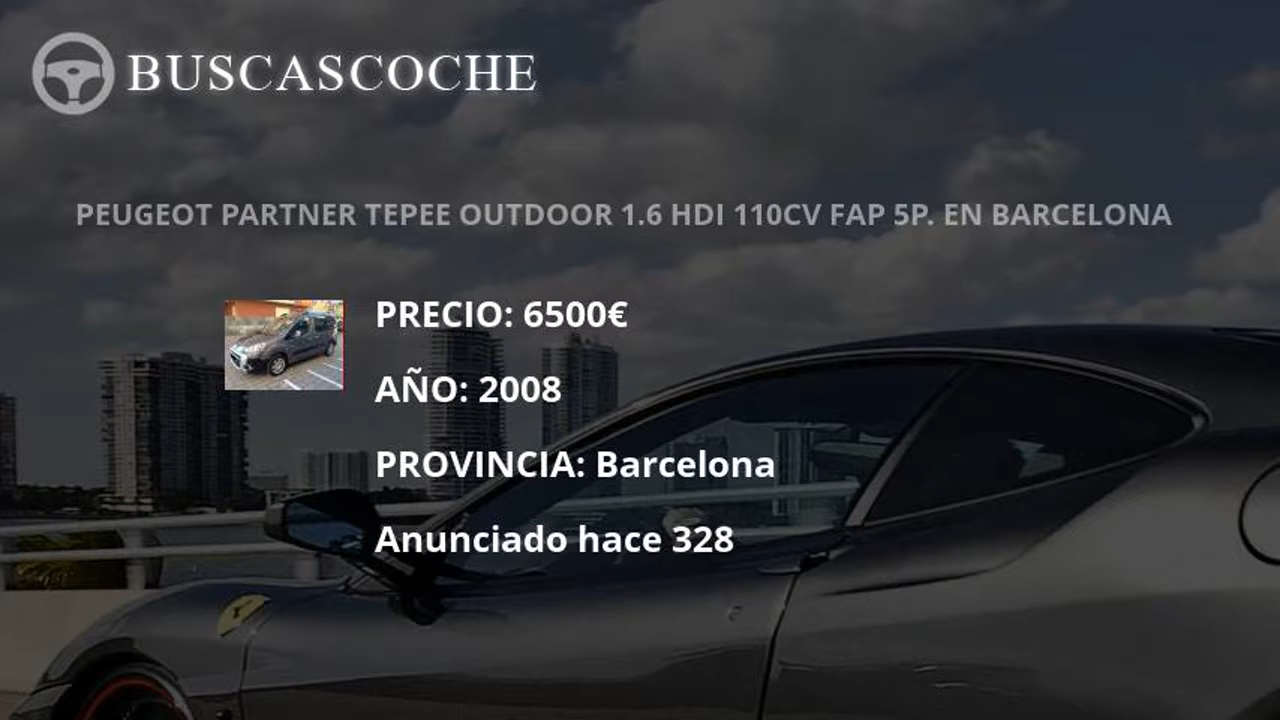 BUSCASCOCHE
PEUGEOT PARTNER TEPEE OUTDOOR 1.6 HDI 110CV FAP 5P. EN BARCELONA
PRECIO: 6500€
AÑO: 2008
PROVINCIA: Barcelona
Anunciado hace 328